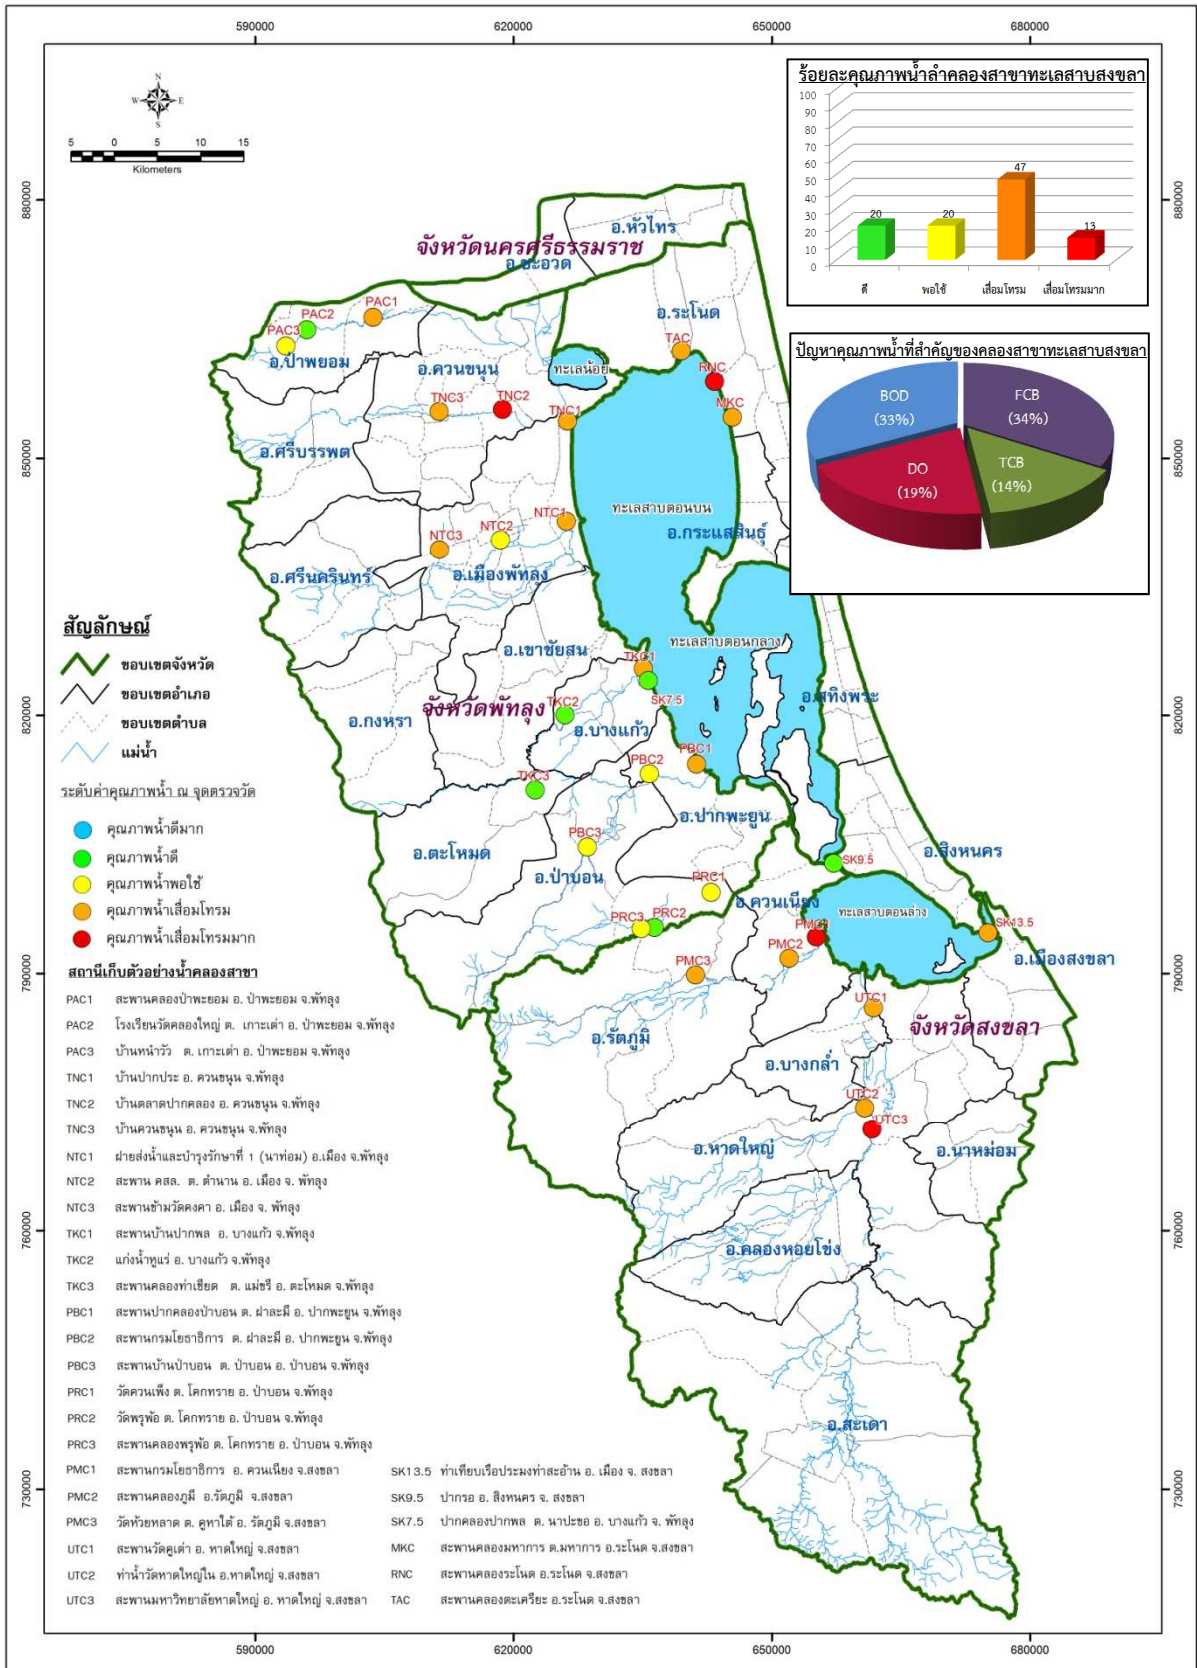 590000 620000 650000 680000
N
W E
S
5 0 5 10 15
Kilometers
880000
850000
820000
790000
760000
730000
880000
850000
820000
790000
760000
730000
ร้อยละคุณภาพน้ำลำคลองสาขาทะเลสาบสงขลา
100
90
80
70
60
50
40
30
20
10
0
20 20 47 13
ดี พอใช้ เสื่อมโทรม เสื่อมโทรมมาก
ปัญหาคุณภาพน้ำที่สำคัญของคลองสาขาทะเลสาบสงขลา
BOD
(33%)
FCB
(34%)
DO
(19%)
TCB
(14%)
อ.หัวไทร
จังหวัดนครศรีธรรมราช
อ.ชะอวด
PAC1
PAC2
PAC3
อ.ป่าพยอม
อ.ระโนด
TAC
RNC
MKC
อ.ควนขนุน
ทะเลน้อย
TNC3
TNC2
TNC1
อ.ศรีบรรพต
ทะเลสาบตอนบน
อ.กระแสสินธุ์
NTC1
NTC2
NTC3
อ.ศรีนครินทร์
อ.เมืองพัทลุง
อ.เขาชัยสน
ทะเลสาบตอนกลาง
TKC1
SK7.5
TKC2
อ.สทิงพระ
จังหวัดพัทลุง
อ.กงหรา
อ.บางแก้ว
PBC1
PBC2
TKC3
อ.ปากพะยูน
PBC3
อ.ตะโหมด
อ.ป่าบอน
SK9.5
อ.สิงหนคร
PRC1
อ.ควนเนียง
ทะเลสาบตอนล่าง
PRC3
PRC2
PMC1
SK13.5
PMC2
PMC3
อ.เมืองสงขลา
UTC1
จังหวัดสงขลา
อ.รัตภูมิ
อ.บางกล่ำ
UTC2
UTC3
อ.หาดใหญ่
อ.นาหม่อม
อ.คลองหอยโข่ง
อ.สะเดา
สัญลักษณ์
ขอบเขตจังหวัด
ขอบเขตอำเภอ
ขอบเขตตำบล
แม่น้ำ
ระดับค่าคุณภาพน้ำ ณ จุดตรวจวัด
คุณภาพน้ำดีมาก
คุณภาพน้ำดี
คุณภาพน้ำพอใช้
คุณภาพน้ำเสื่อมโทรม
คุณภาพน้ำเสื่อมโทรมมาก
สถานีเก็บตัวอย่างน้ำคลองสาขา
PAC1 สะพานคลองป่าพะยอม อ. ป่าพะยอม จ.พัทลุง
PAC2 โรงเรียนวัดคลองใหญ่ ต. เกาะเต่า อ. ป่าพะยอม จ.พัทลุง
PAC3 บ้านหนำวัว ต. เกาะเต่า อ. ป่าพะยอม จ.พัทลุง
TNC1 บ้านปากประ อ. ควนขนุน จ.พัทลุง
TNC2 บ้านตลาดปากคลอง อ. ควนขนุน จ.พัทลุง
TNC3 บ้านควนขนุน อ. ควนขนุน จ.พัทลุง
NTC1 ฝายส่งน้ำและบำรุงรักษาที่ 1 (นาท่อม) อ.เมือง จ.พัทลุง
NTC2 สะพาน คสล. ต. ตำนาน อ. เมือง จ. พัทลุง
NTC3 สะพานข้ามวัดคงคา อ. เมือง จ. พัทลุง
TKC1 สะพานบ้านปากพล อ. บางแก้ว จ.พัทลุง
TKC2 แก่งน้ำหูแร่ อ. บางแก้ว จ.พัทลุง
TKC3 สะพานคลองท่าเชียด ต. แม่ขรี อ. ตะโหมด จ.พัทลุง
PBC1 สะพานปากคลองป่าบอน ต. ฝาละมี อ. ปากพะยูน จ.พัทลุง
PBC2 สะพานกรมโยธาธิการ ต. ฝาละมี อ. ปากพะยูน จ.พัทลุง
PBC3 สะพานบ้านป่าบอน ต. ป่าบอน อ. ป่าบอน จ.พัทลุง
PRC1 วัดควนเพ็ง ต. โคกทราย อ. ป่าบอน จ.พัทลุง
PRC2 วัดพรุพ้อ ต. โคกทราย อ. ป่าบอน จ.พัทลุง
PRC3 สะพานคลองพรุพ้อ ต. โคกทราย อ. ป่าบอน จ.พัทลุง
PMC1 สะพานกรมโยธาธิการ อ. ควนเนียง จ.สงขลา
PMC2 สะพานคลองภูมี อ.รัตภูมิ จ.สงขลา
PMC3 วัดห้วยหลาด ต. คูหาใต้ อ. รัตภูมิ จ.สงขลา
UTC1 สะพานวัดคูเต่า อ. หาดใหญ่ จ.สงขลา
UTC2 ท่าน้ำวัดหาดใหญ่ใน อ.หาดใหญ่ จ.สงขลา
UTC3 สะพานมหาวิทยาลัยหาดใหญ่ อ. หาดใหญ่ จ.สงขลา
SK13.5 ท่าเทียบเรือประมงท่าสะอ้าน อ. เมือง จ. สงขลา
SK9.5 ปากรอ อ. สิงหนคร จ. สงขลา
SK7.5 ปากคลองปากพล ต. นาปะขอ อ. บางแก้ว จ. พัทลุง
MKC สะพานคลองมหาการ ต.มหาการ อ.ระโนด จ.สงขลา
RNC สะพานคลองระโนด อ.ระโนด จ.สงขลา
TAC สะพานคลองตะเครียะ อ.ระโนด จ.สงขลา
590000 620000 650000 680000